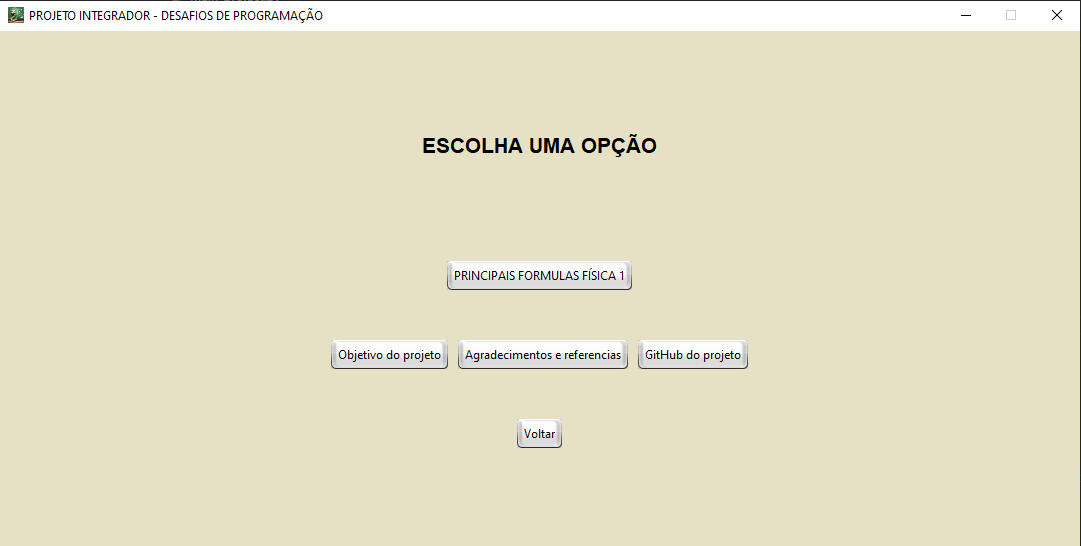 PROJETO INTEGRADOR - DESAFIOS DE PROGRAMAÇÃO
ESCOLHA UMA OPÇÃO
PRINCIPAIS FORMULAS FÍSICA 1
Objetivo do projeto
Agradecimentos e referencias
GitHub do projeto
Voltar